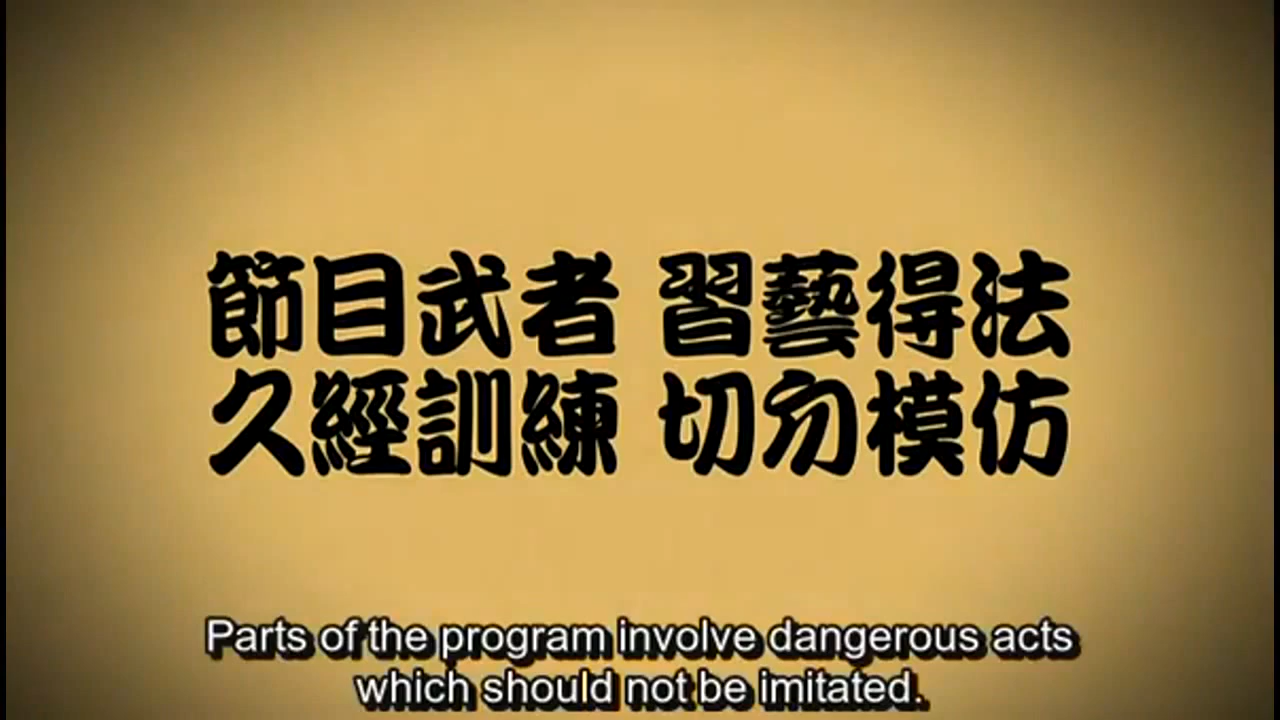 節目武者 習藝得法
久經訓練 切勿模仿
Parts of the program involve dangerous acts
which should not be imitated.